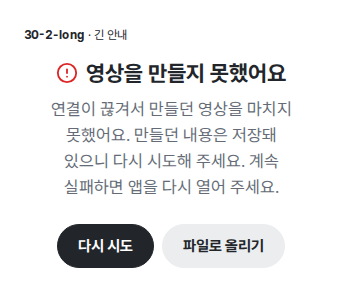 30-2-long · 긴 안내
영상을 만들지 못했어요
연결이 끊겨서 만들던 영상을 마치지
못했어요. 만들던 내용은 저장돼
있으니 다시 시도해 주세요. 계속
실패하면 앱을 다시 열어 주세요.
다시 시도 파일로 올리기